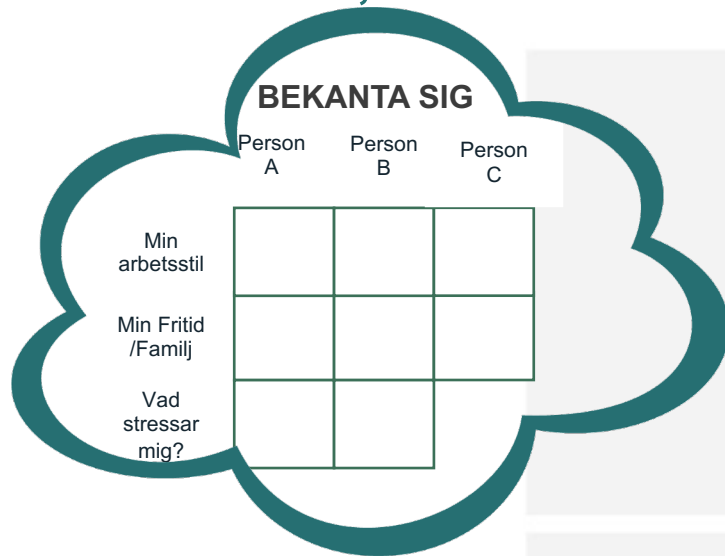 BEKANTA SIG
Person
A
Person
B
Person
C
Min
arbetsstil
Min Fritid
/Familj
Vad
stressar
mig?